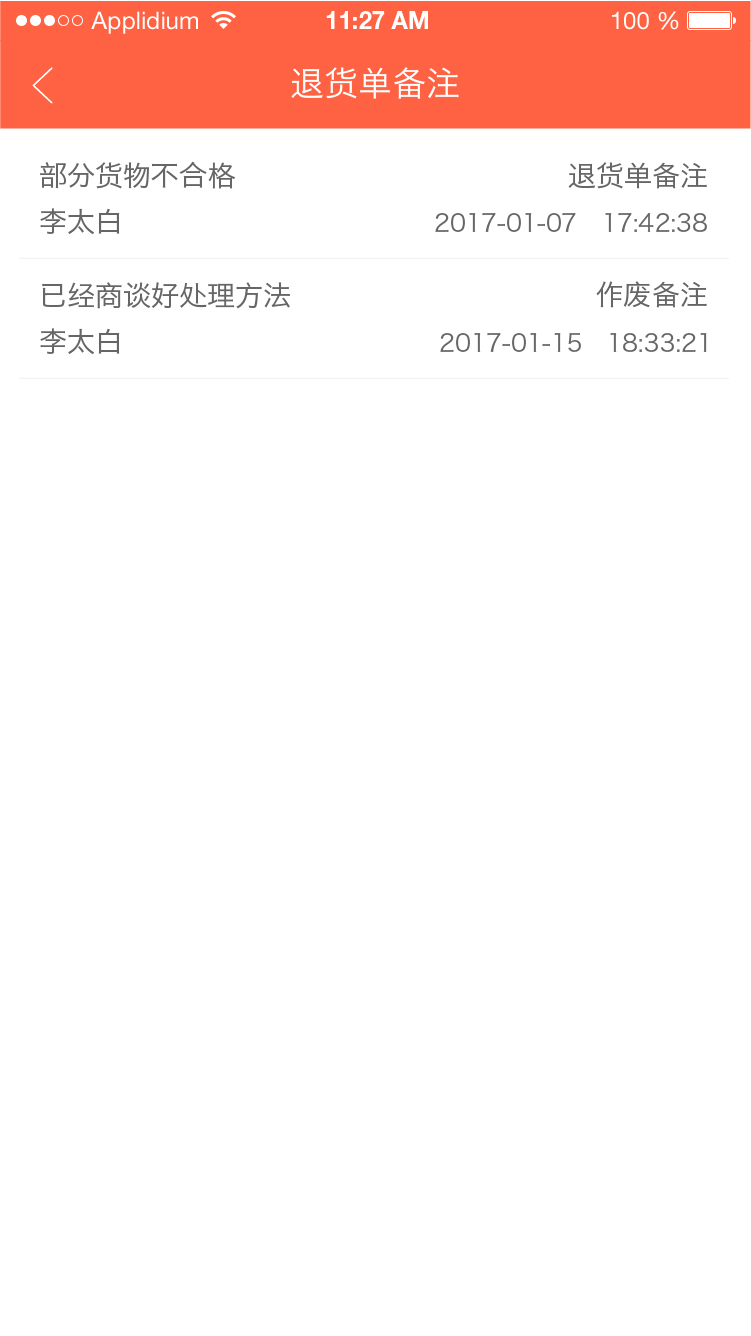 Applidium 11:27 AM 100 %
退货单备注
部分货物不合格 退货单备注
李太白 2017-01-07 17:42:38
已经商谈好处理方法 作废备注
李太白 2017-01-15 18:33:21